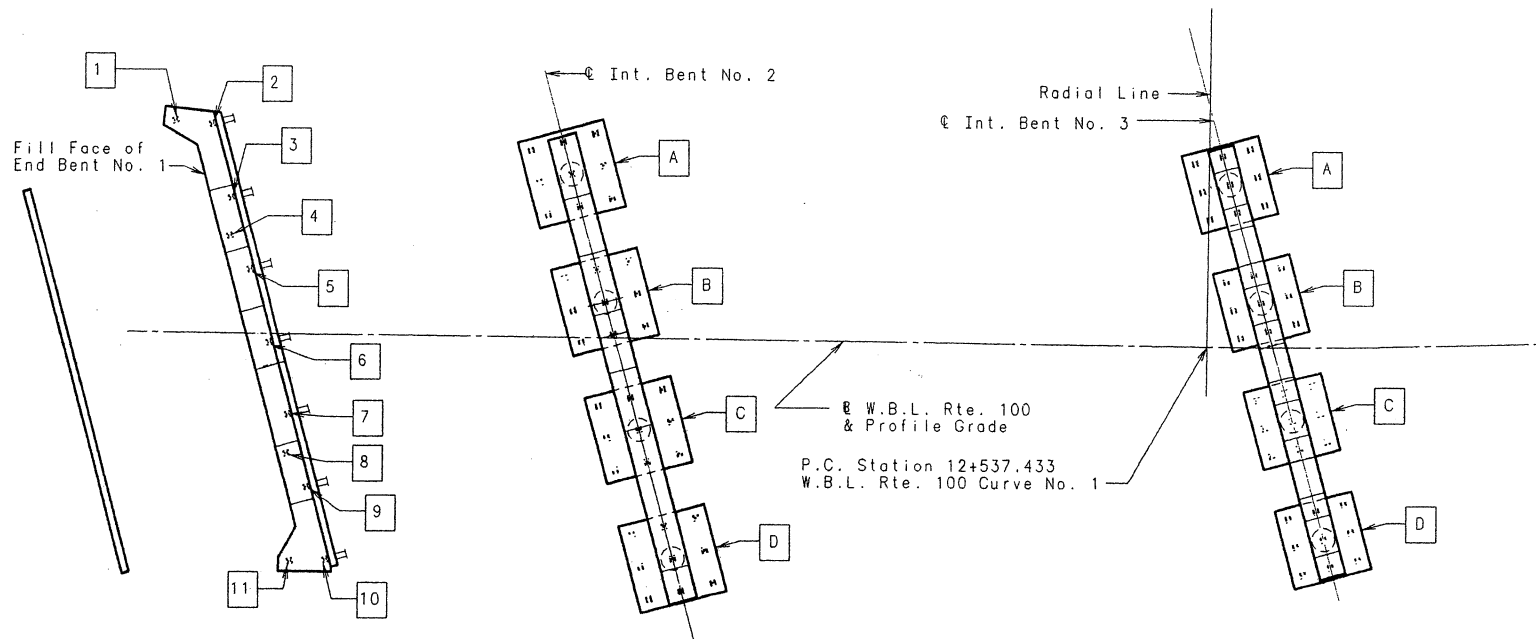 1
2
Fill Face of
End Bent No. 1
3
4
5
6
7
8
9
11
10
℄ Int. Bent No. 2
A
B
C
D
Radial Line
℄ Int. Bent No. 3
A
B
C
D
W.B.L. Rte. 100
& Profile Grade
P.C. Station 12+537.433
W.B.L. Rte. 100 Curve No. 1